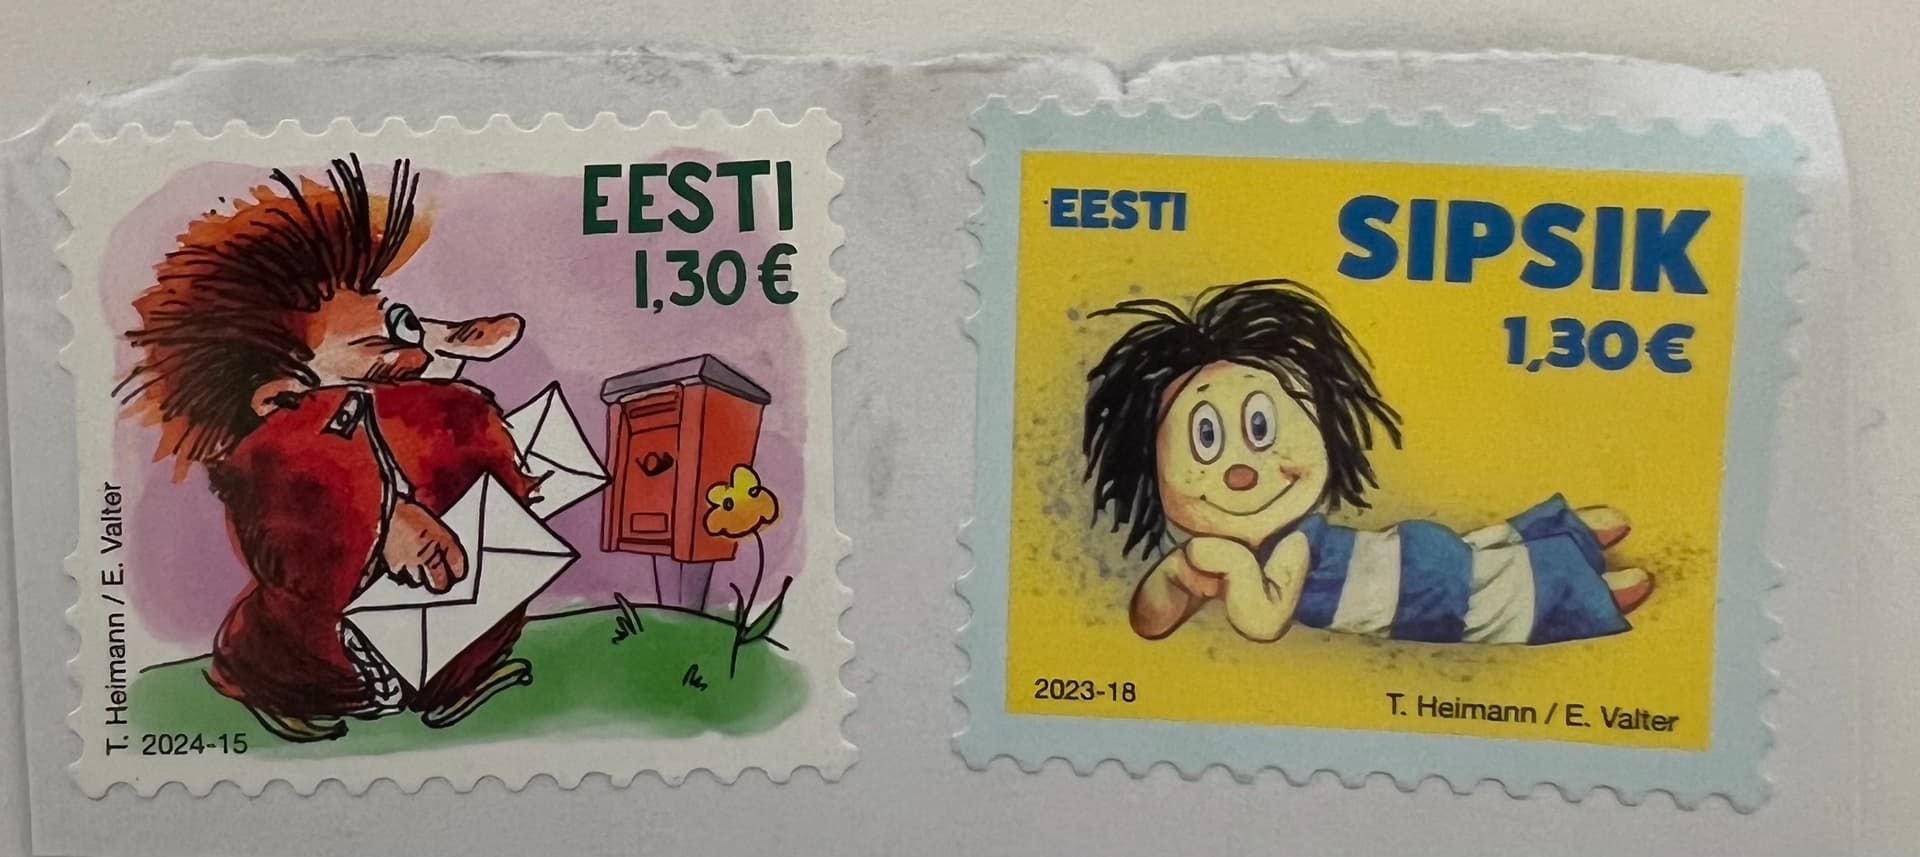 EESTI
1,30 €
T. Heimann / E. Valter
2024-15
EESTI
SIPSIK
1,30 €
2023-18
T. Heimann / E. Valter